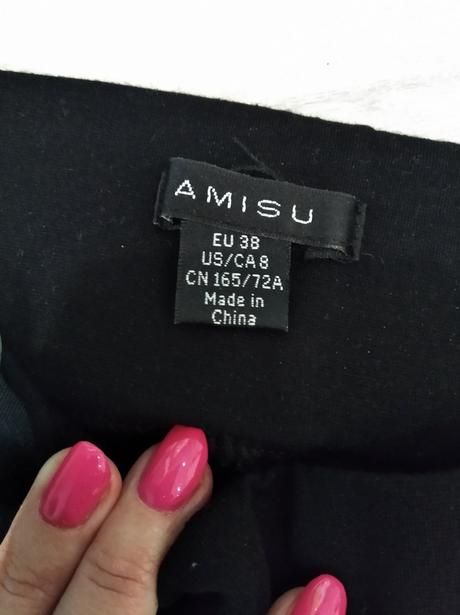 AMISU
EU 38
US/CA 8
CN 165/72A
Made in
China